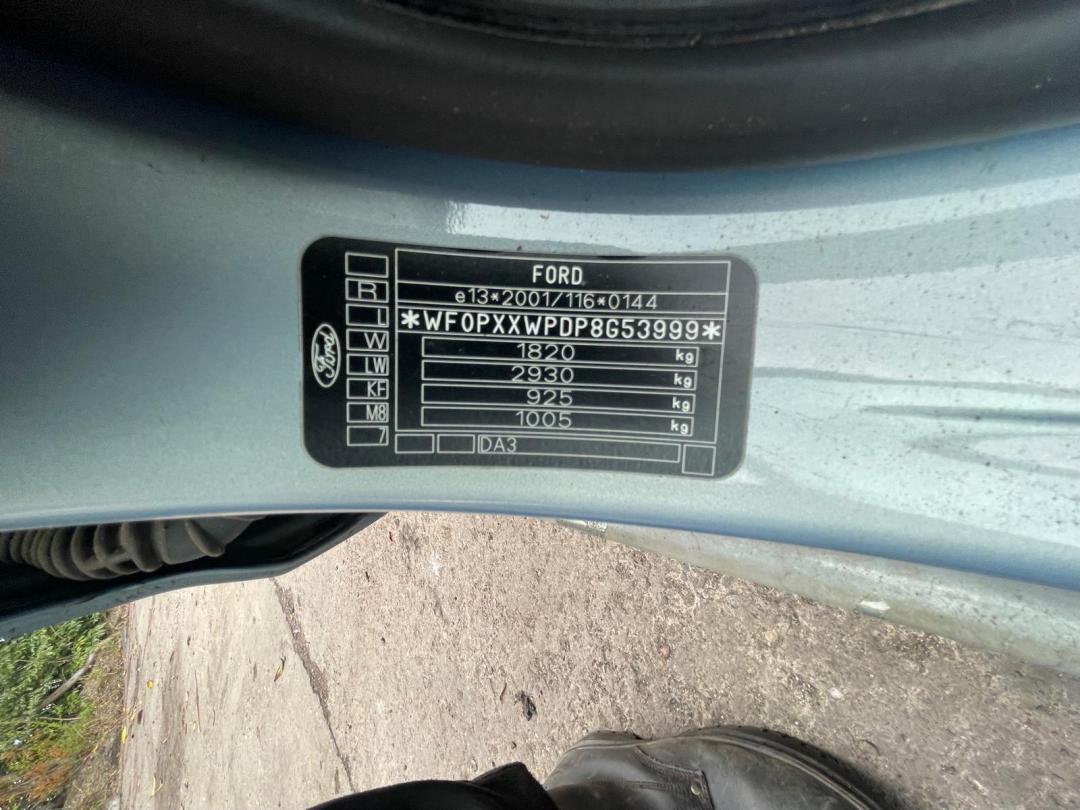 FORD
e13*2001/116*0144
*WF0PXXWPDP8G53999*
1820 kg
2930 kg
925 kg
1005 kg
DA3
R
L
W
LW
KF
M8
7
Ford